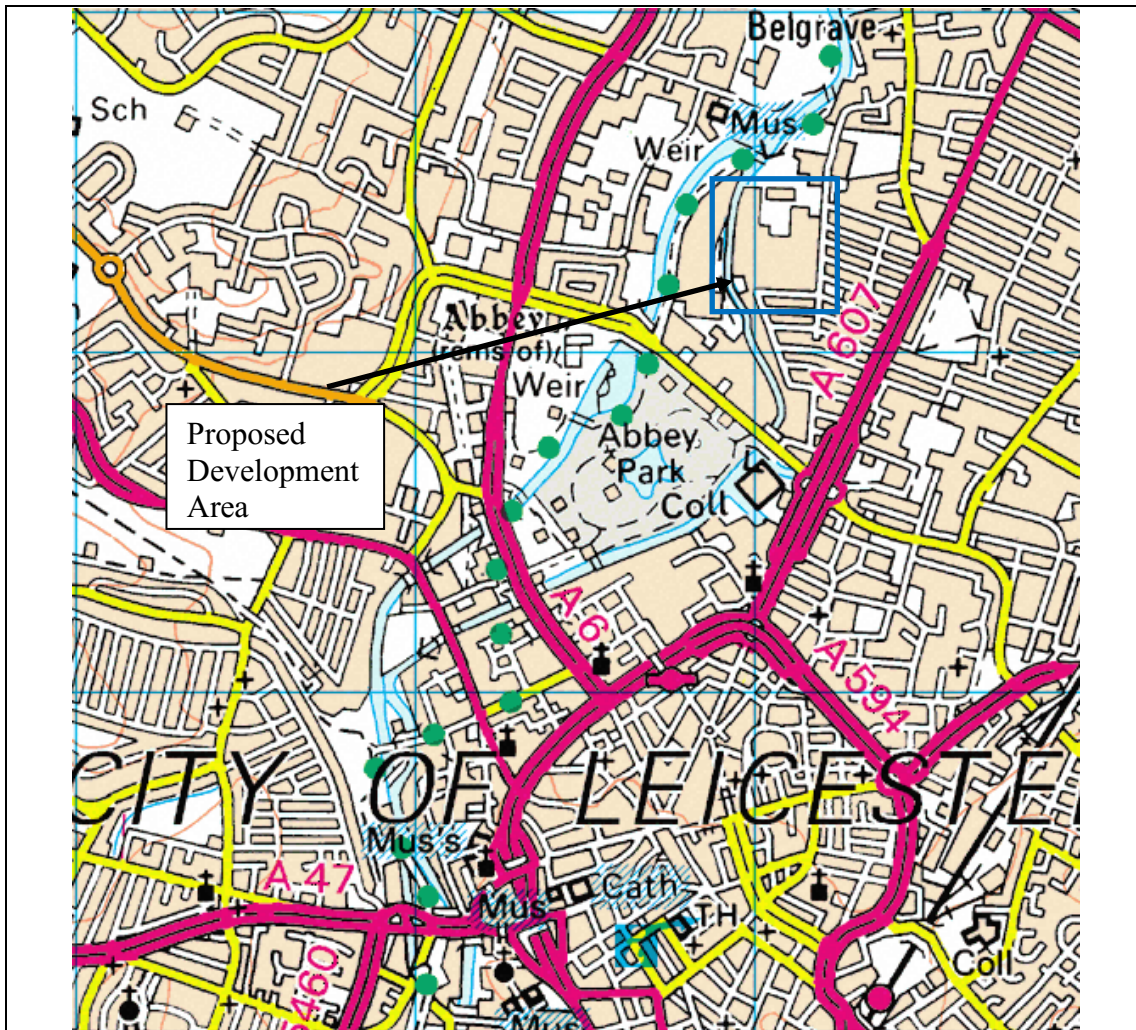 Belgrave
Sch
Mus
Weir
A 607
Abbey
(rems of)
Weir
Abbey
Park
Coll
Proposed
Development
Area
A 6
A 594
CITY OF LEICESTE
Mus's
A 47
Cath
Mus
TH
Coll
460
Mus